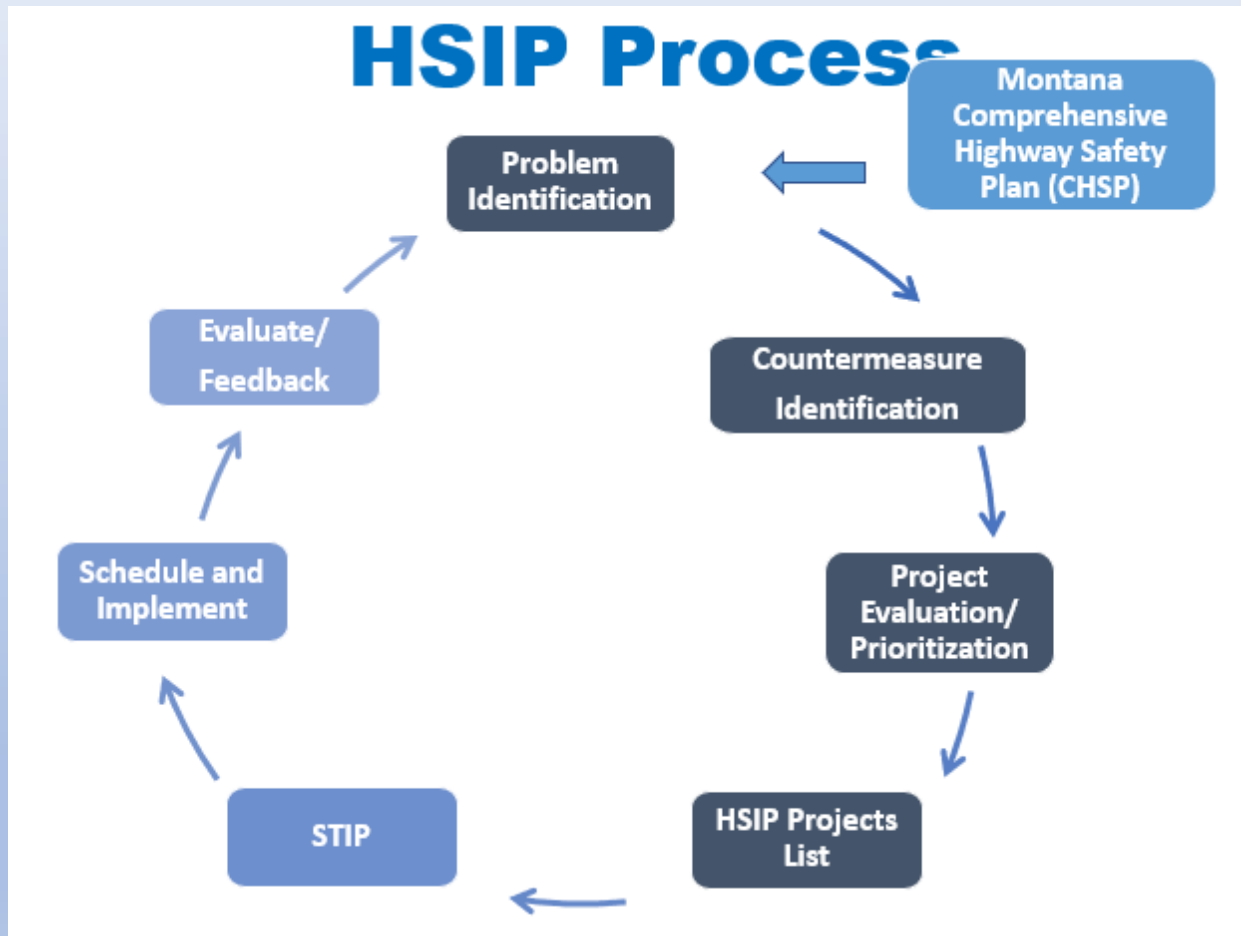 HSIP Process
Montana
Comprehensive
Highway Safety
Plan (CHSP)
Problem
Identification
Countermeasure
Identification
Project
Evaluation/
Prioritization
HSIP Projects
List
STIP
Schedule and
Implement
Evaluate/
Feedback